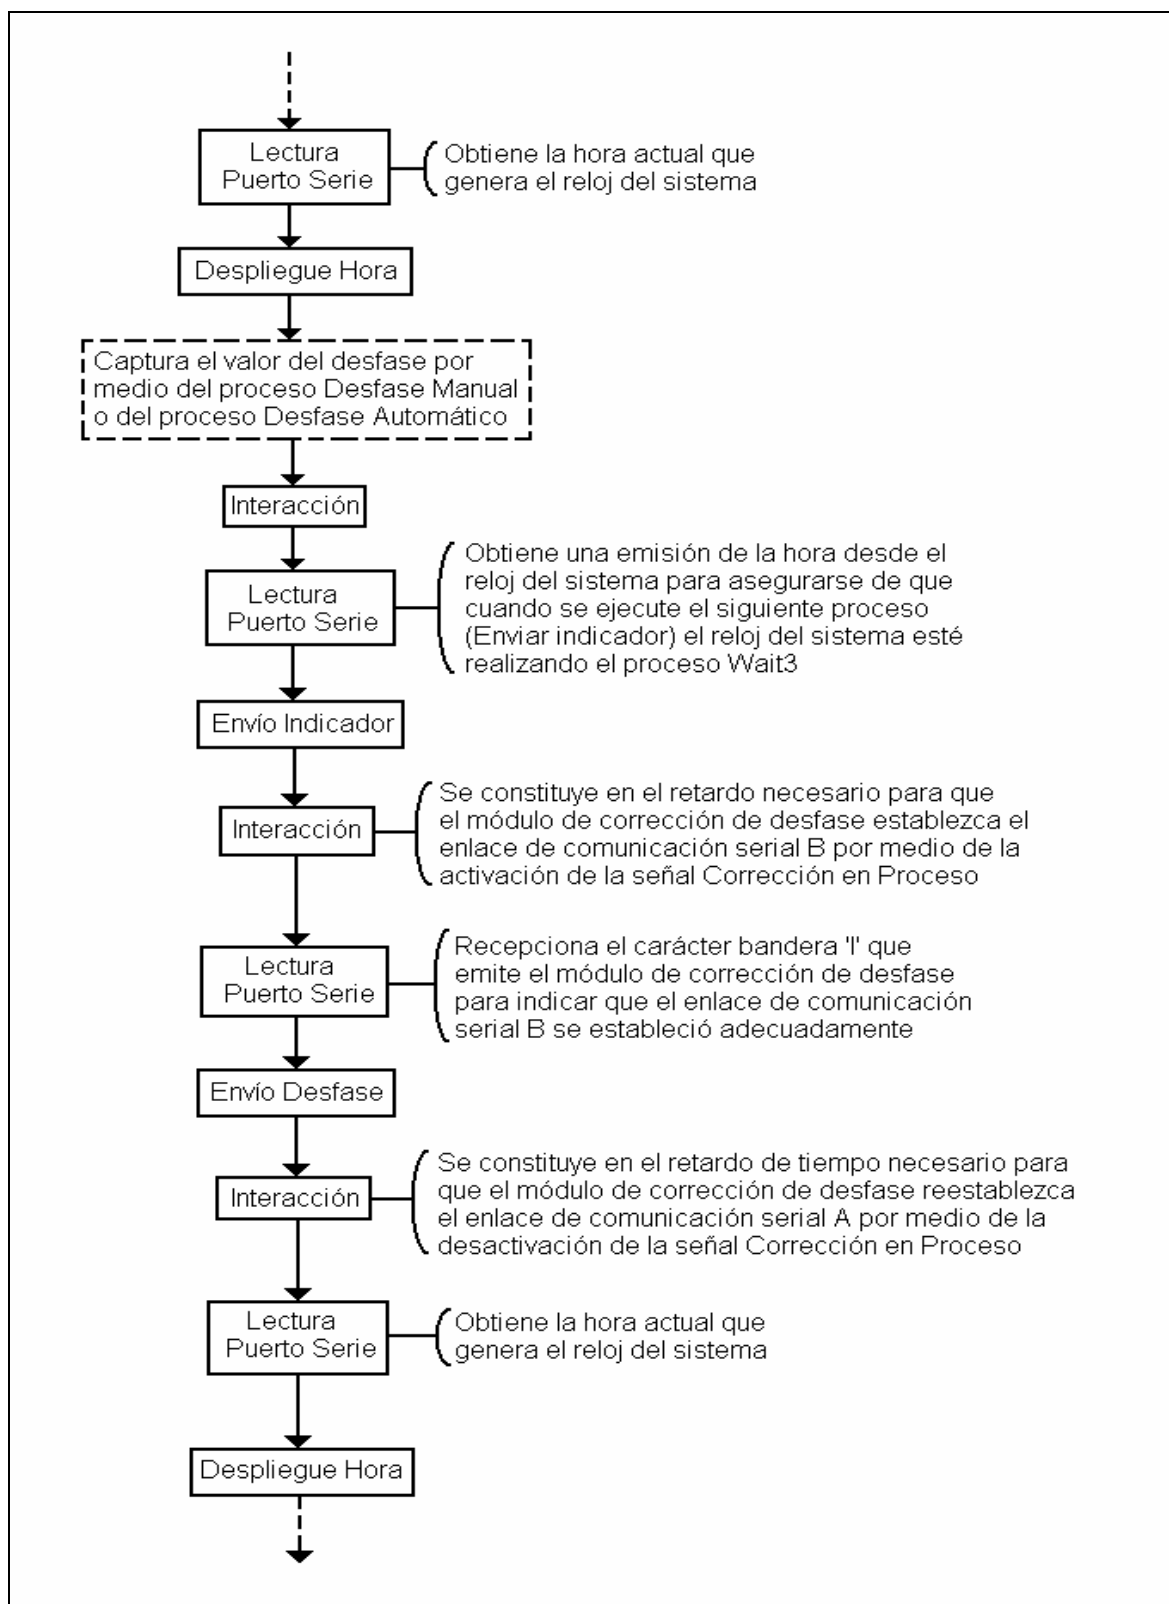 Lectura
Puerto Serie
Obtiene la hora actual que
genera el reloj del sistema
Despliegue Hora
Captura el valor del desfase por
medio del proceso Desfase Manual
o del proceso Desfase Automático
Interacción
Lectura
Puerto Serie
Obtiene una emisión de la hora desde el
reloj del sistema para asegurarse de que
cuando se ejecute el siguiente proceso
(Enviar indicador) el reloj del sistema esté
realizando el proceso Wait3
Envío Indicador
Interacción
Se constituye en el retardo necesario para que
el módulo de corrección de desfase establezca el
enlace de comunicación serial B por medio de la
activación de la señal Corrección en Proceso
Lectura
Puerto Serie
Recepciona el carácter bandera 'I' que
emite el módulo de corrección de desfase
para indicar que el enlace de comunicación
serial B se estableció adecuadamente
Envío Desfase
Interacción
Se constituye en el retardo de tiempo necesario para
que el módulo de corrección de desfase reestablezca
el enlace de comunicación serial A por medio de la
desactivación de la señal Corrección en Proceso
Lectura
Puerto Serie
Obtiene la hora actual que
genera el reloj del sistema
Despliegue Hora